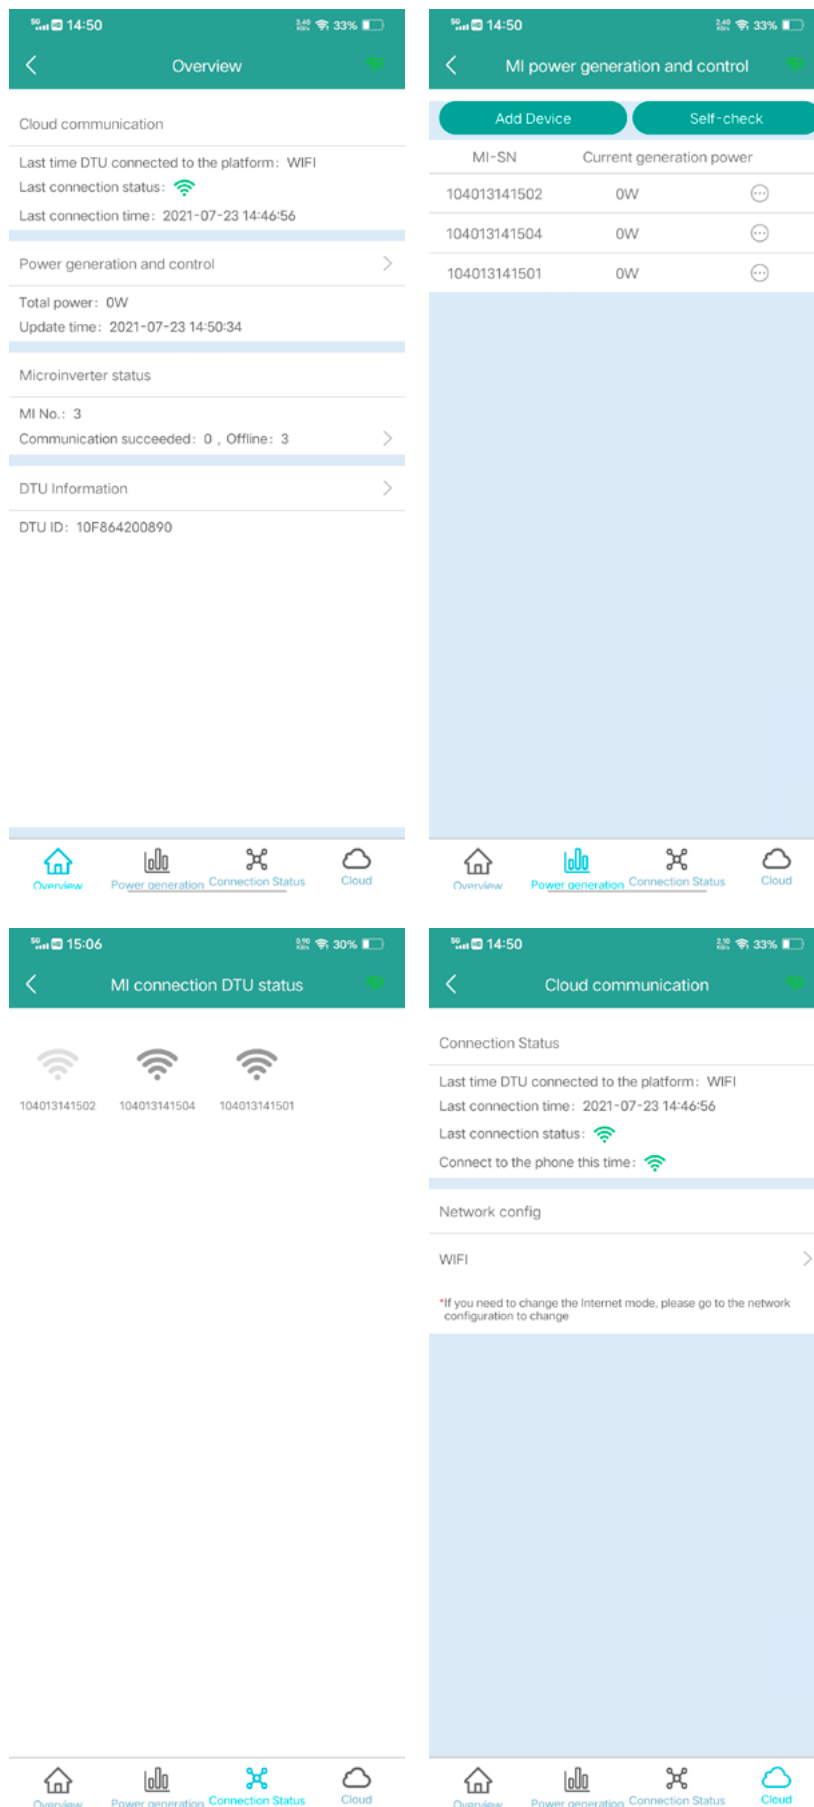 14:50
33%
Overview
Cloud communication
Last time DTU connected to the platform: WIFI
Last connection status:
Last connection time: 2021-07-23 14:46:56
Power generation and control
Total power: 0W
Update time: 2021-07-23 14:50:34
Microinverter status
MI No.: 3
Communication succeeded: 0 , Offline: 3
DTU Information
DTU ID: 10F864200890
Overview
Power generation
Connection Status
Cloud
14:50
33%
MI power generation and control
Add Device
Self-check
MI-SN Current generation power
104013141502 0W
104013141504 0W
104013141501 0W
Overview
Power generation
Connection Status
Cloud
15:06
30%
MI connection DTU status
104013141502 104013141504 104013141501
Overview
Power generation
Connection Status
Cloud
14:50
33%
Cloud communication
Connection Status
Last time DTU connected to the platform: WIFI
Last connection time: 2021-07-23 14:46:56
Last connection status:
Connect to the phone this time:
Network config
WIFI
*If you need to change the Internet mode, please go to the network
configuration to change
Overview
Power generation
Connection Status
Cloud